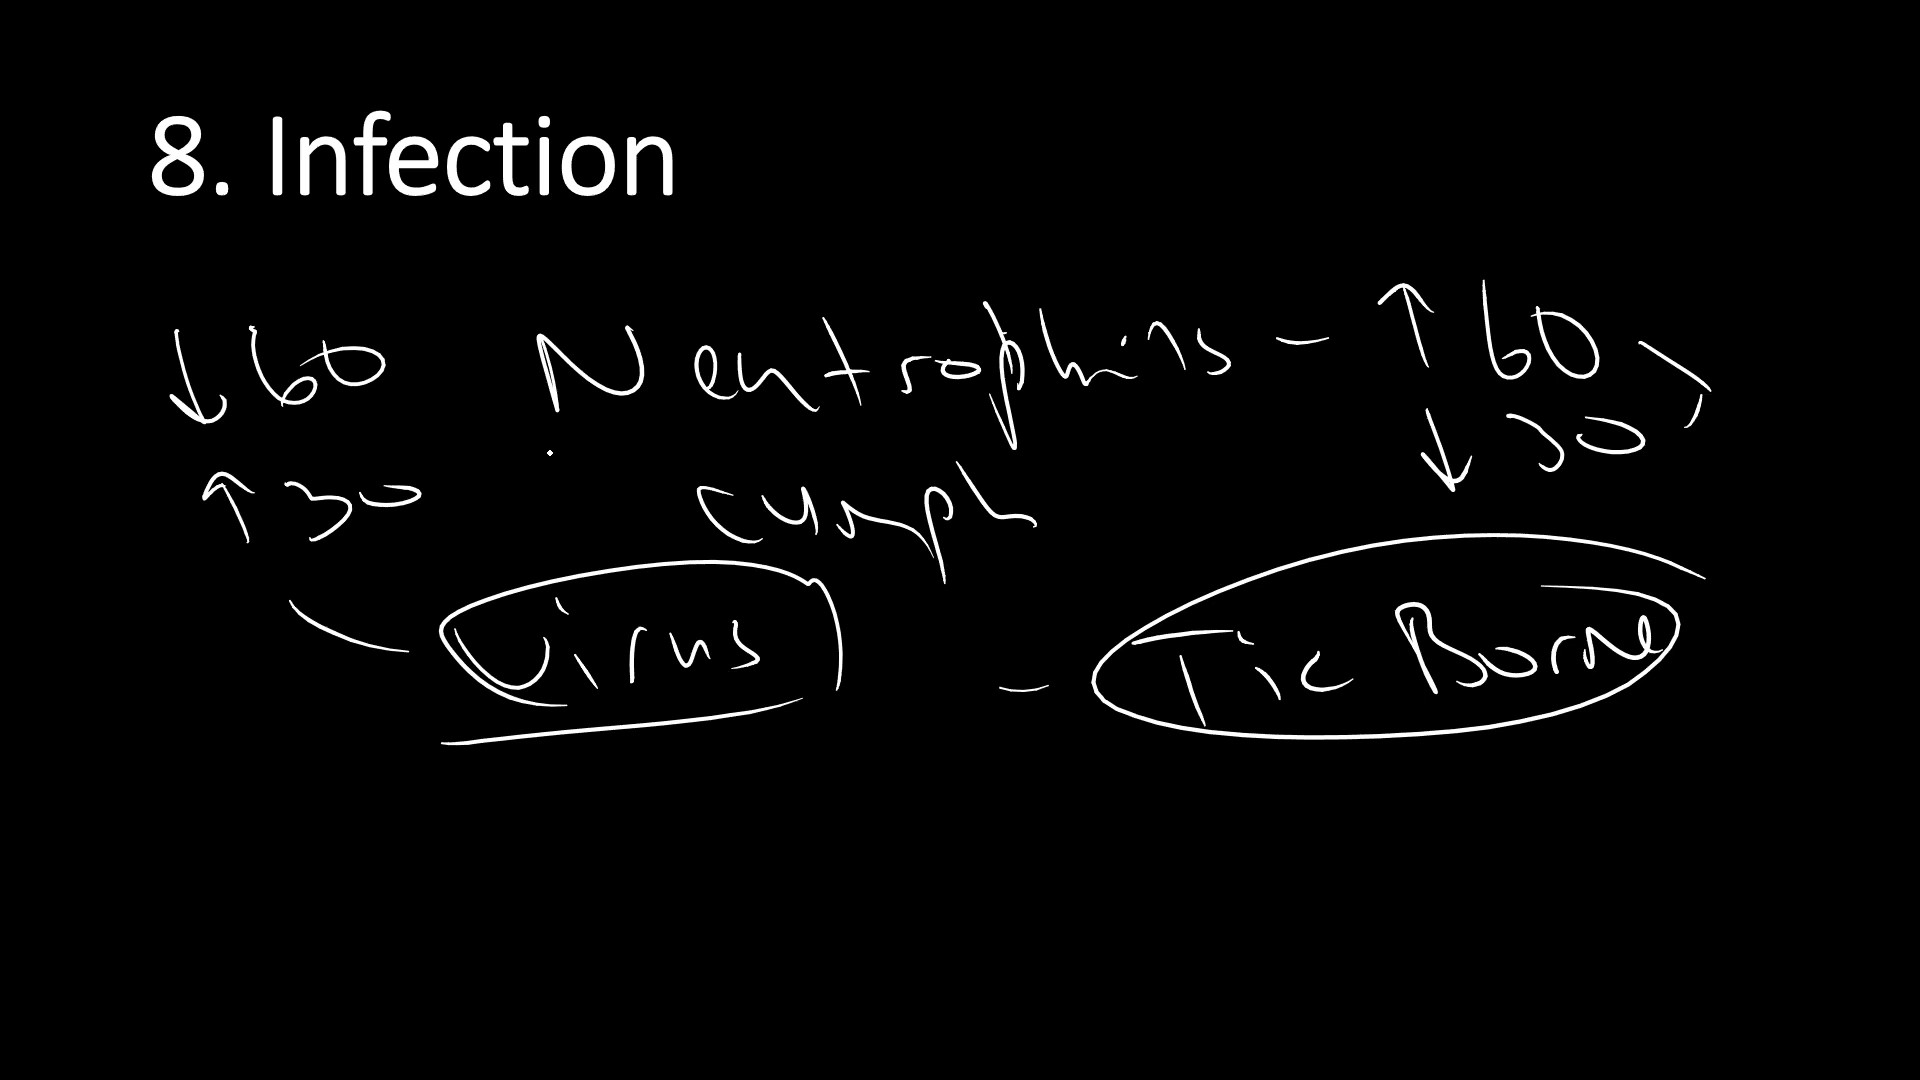 8. Infection
↓60 Neutrophils - ↑60
↑30 Lymph ↓30
Virus - Tic Borne